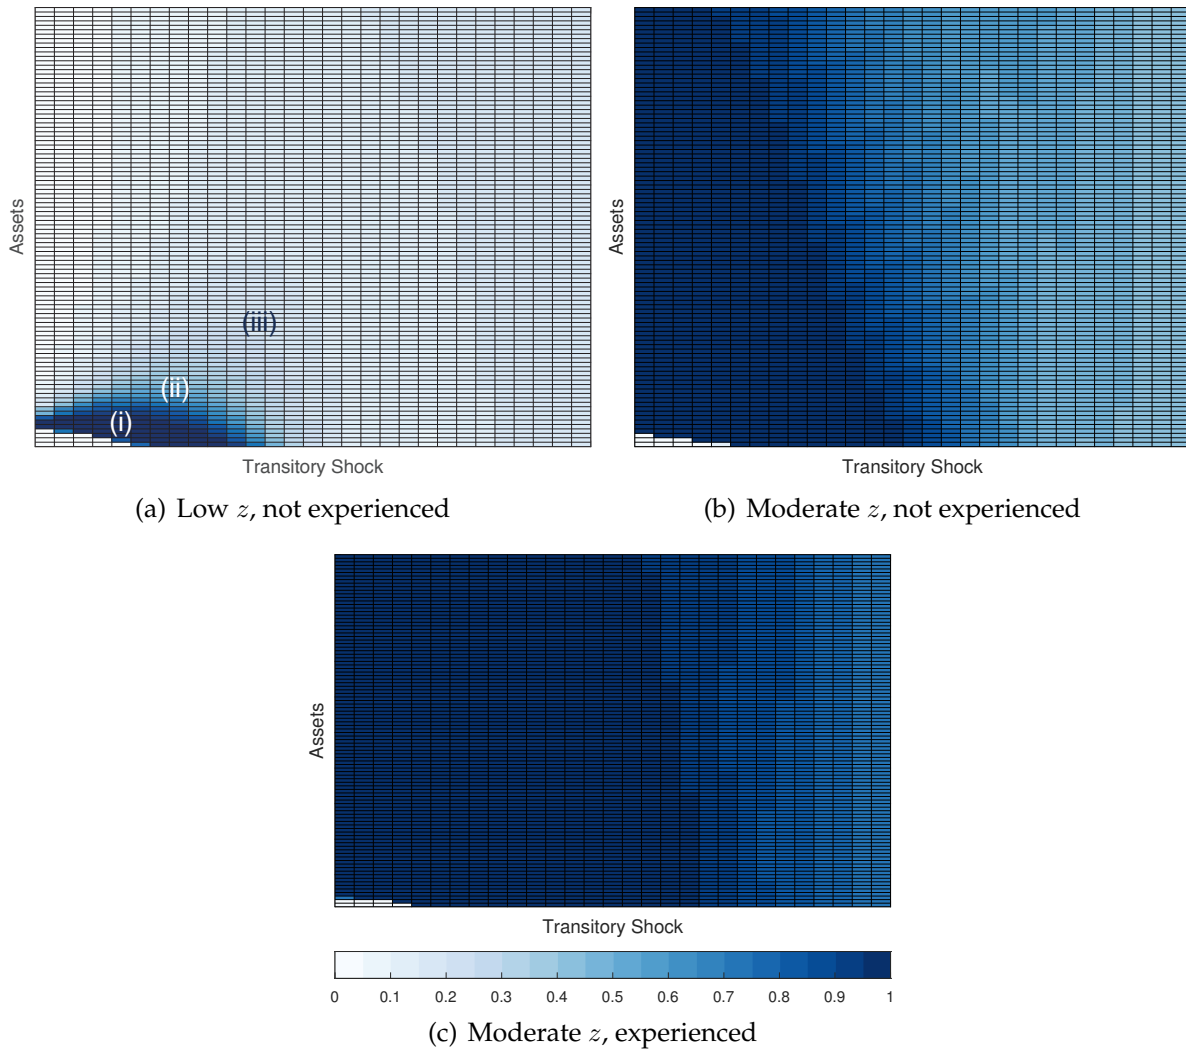 Assets
(i)
(ii)
(iii)
Transitory Shock
(a) Low z, not experienced
Assets
Transitory Shock
(b) Moderate z, not experienced
Assets
Transitory Shock
0 0.1 0.2 0.3 0.4 0.5 0.6 0.7 0.8 0.9 1
(c) Moderate z, experienced